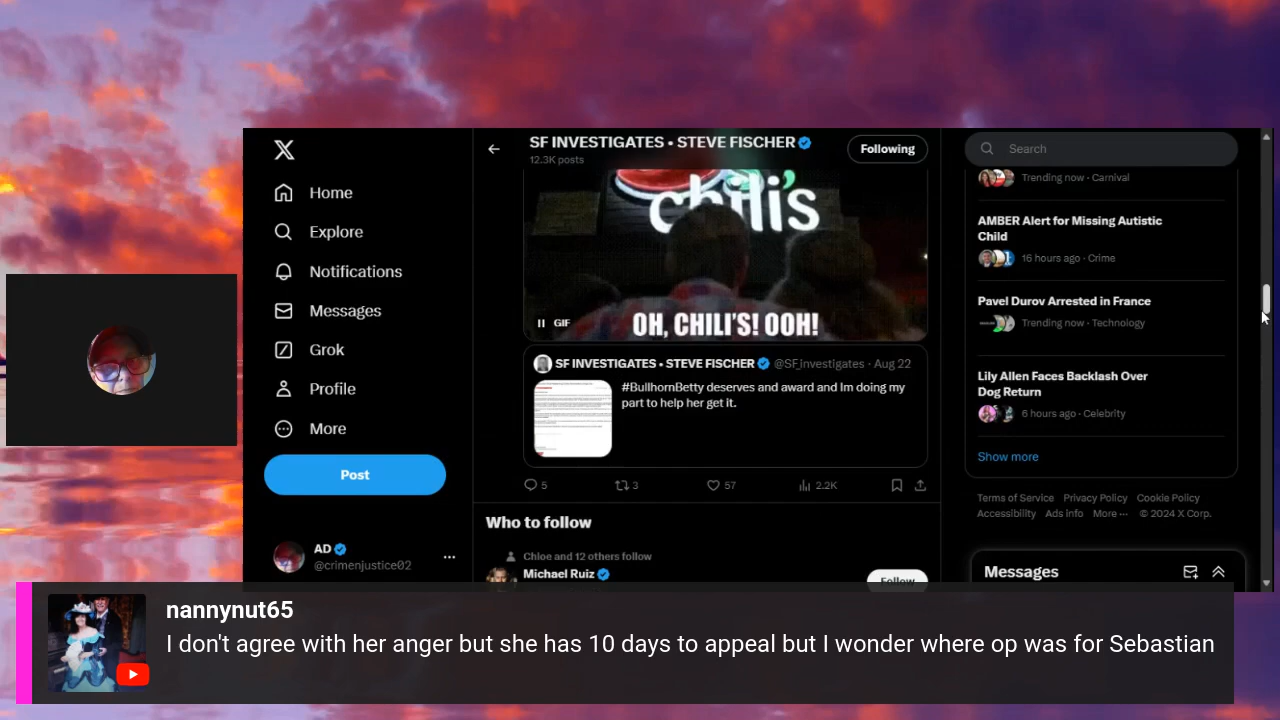 SF INVESTIGATES • STEVE FISCHER
12.3K posts
Following
Search
Home
Explore
Notifications
Messages
Grok
Profile
More
Post
AD
@crimenjustice02
chili's
OH, CHILI'S! OOH!
GIF
SF INVESTIGATES • STEVE FISCHER @SF_investigates · Aug 22
#BullhornBetty deserves and award and Im doing my
part to help her get it.
5 3 57 2.2K
Who to follow
Chloe and 12 others follow
Michael Ruiz
Follow
Trending now · Carnival
AMBER Alert for Missing Autistic
Child
16 hours ago · Crime
Pavel Durov Arrested in France
Trending now · Technology
Lily Allen Faces Backlash Over
Dog Return
6 hours ago · Celebrity
Show more
Terms of Service Privacy Policy Cookie Policy
Accessibility Ads info More ··· © 2024 X Corp.
Messages
nannynut65
I don't agree with her anger but she has 10 days to appeal but I wonder where op was for Sebastian